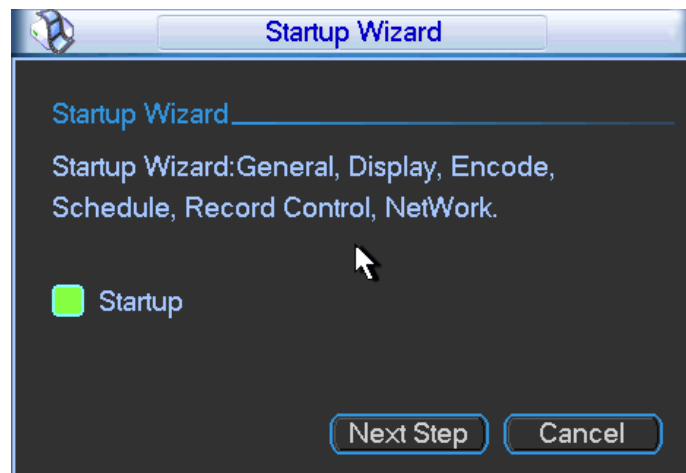 Startup Wizard
Startup Wizard
Startup Wizard:General, Display, Encode,
Schedule, Record Control, NetWork.
Startup
Next Step Cancel